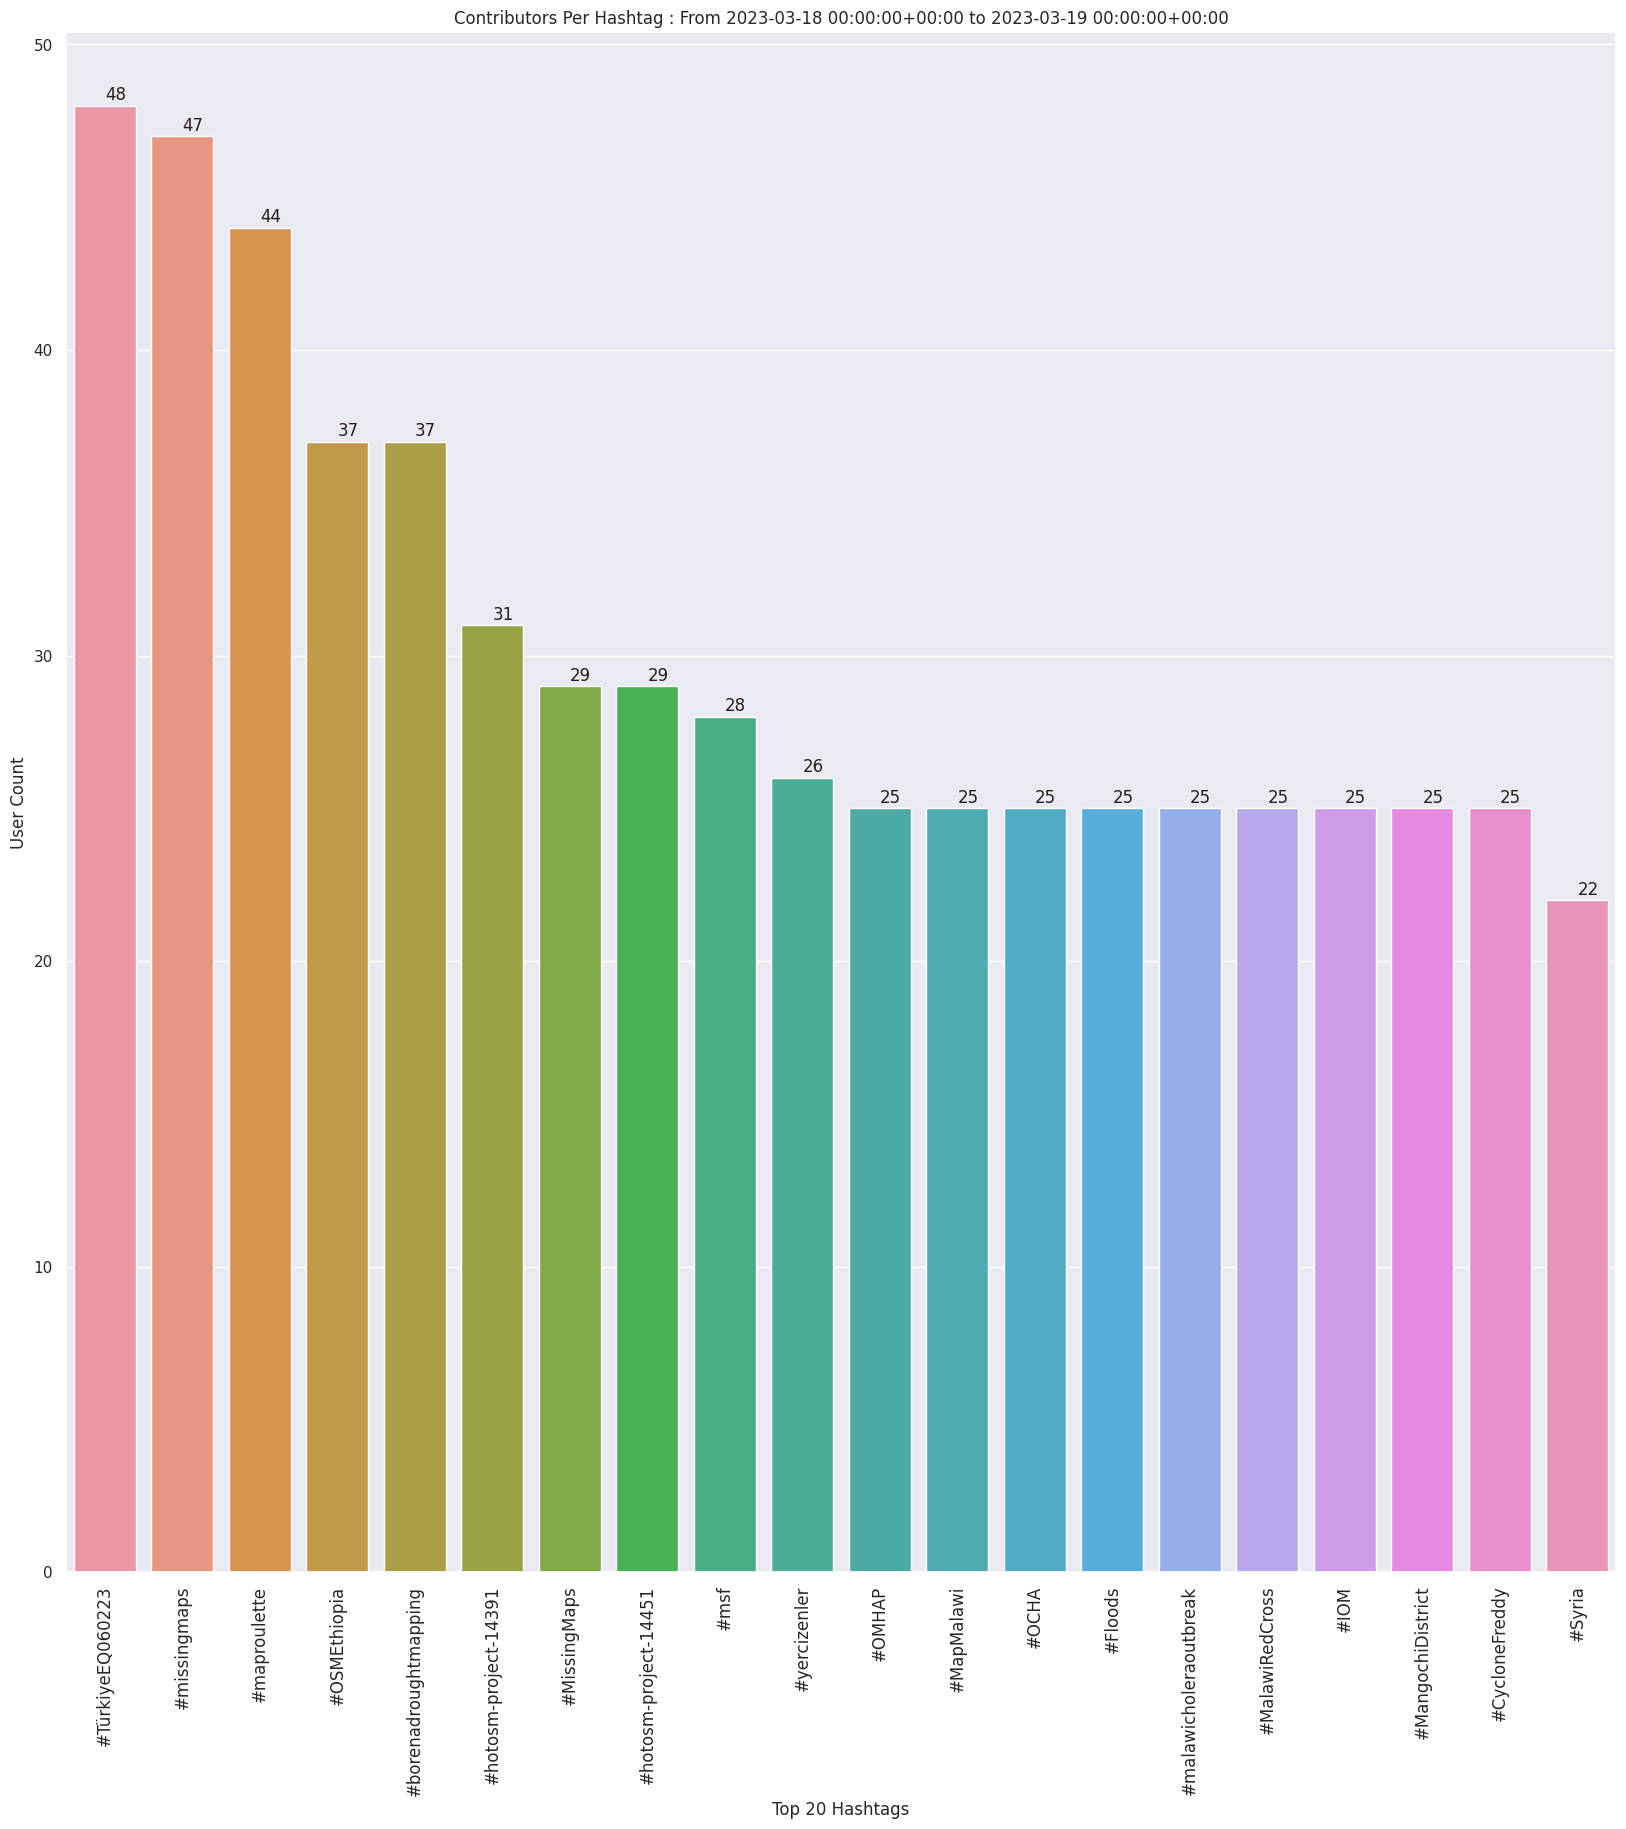 Contributors Per Hashtag : From 2023-03-18 00:00:00+00:00 to 2023-03-19 00:00:00+00:00
User Count
50
40
30
20
10
0
48
47
44
37
37
31
29
29
28
26
25
25
25
25
25
25
25
25
25
22
#TürkiyeEQ060223
#missingmaps
#maproulette
#OSMEthiopia
#borenadroughtmapping
#hotosm-project-14391
#MissingMaps
#hotosm-project-14451
#msf
#yercizenler
#OMHAP
#MapMalawi
#OCHA
#Floods
#malawicholeraoutbreak
#MalawiRedCross
#IOM
#MangochiDistrict
#CycloneFreddy
#Syria
Top 20 Hashtags